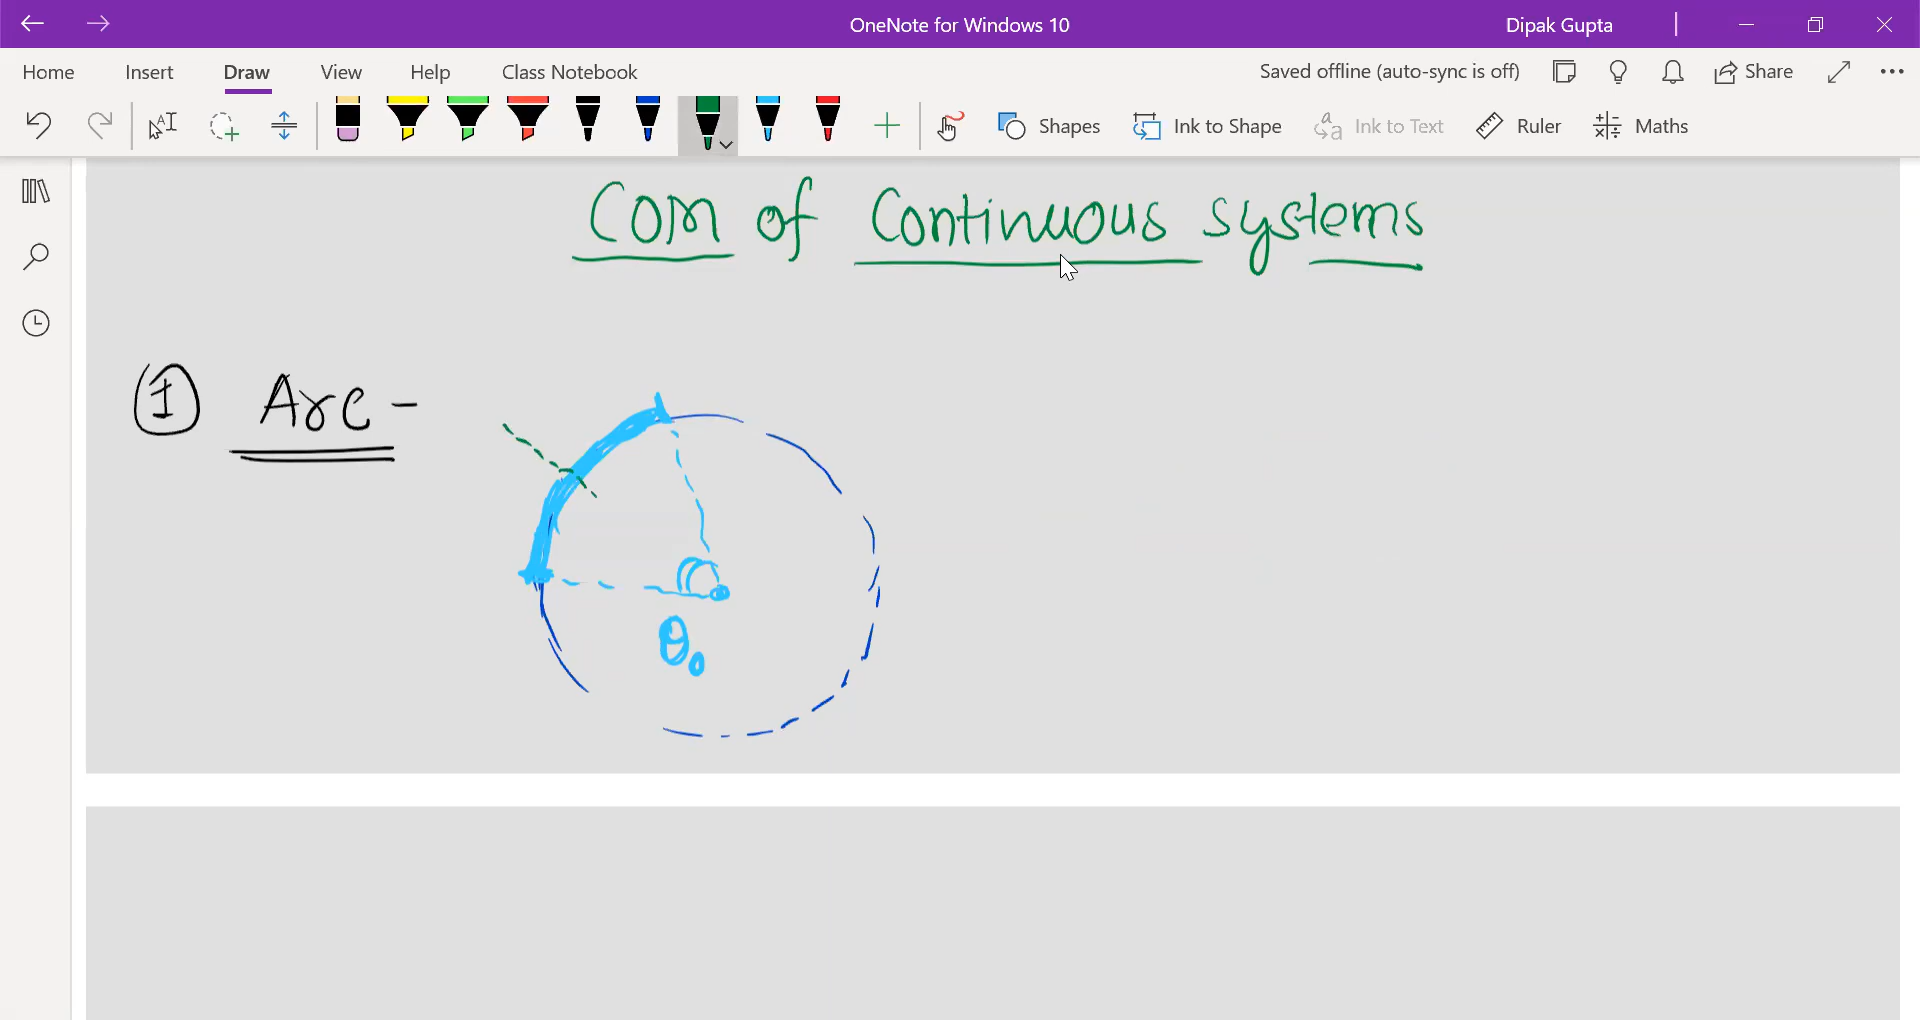 OneNote for Windows 10
Dipak Gupta
Home Insert Draw View Help Class Notebook
Saved offline (auto-sync is off) Share
Shapes Ink to Shape Ink to Text Ruler Maths
COM of Continuous systems
① Arc -
θ₀